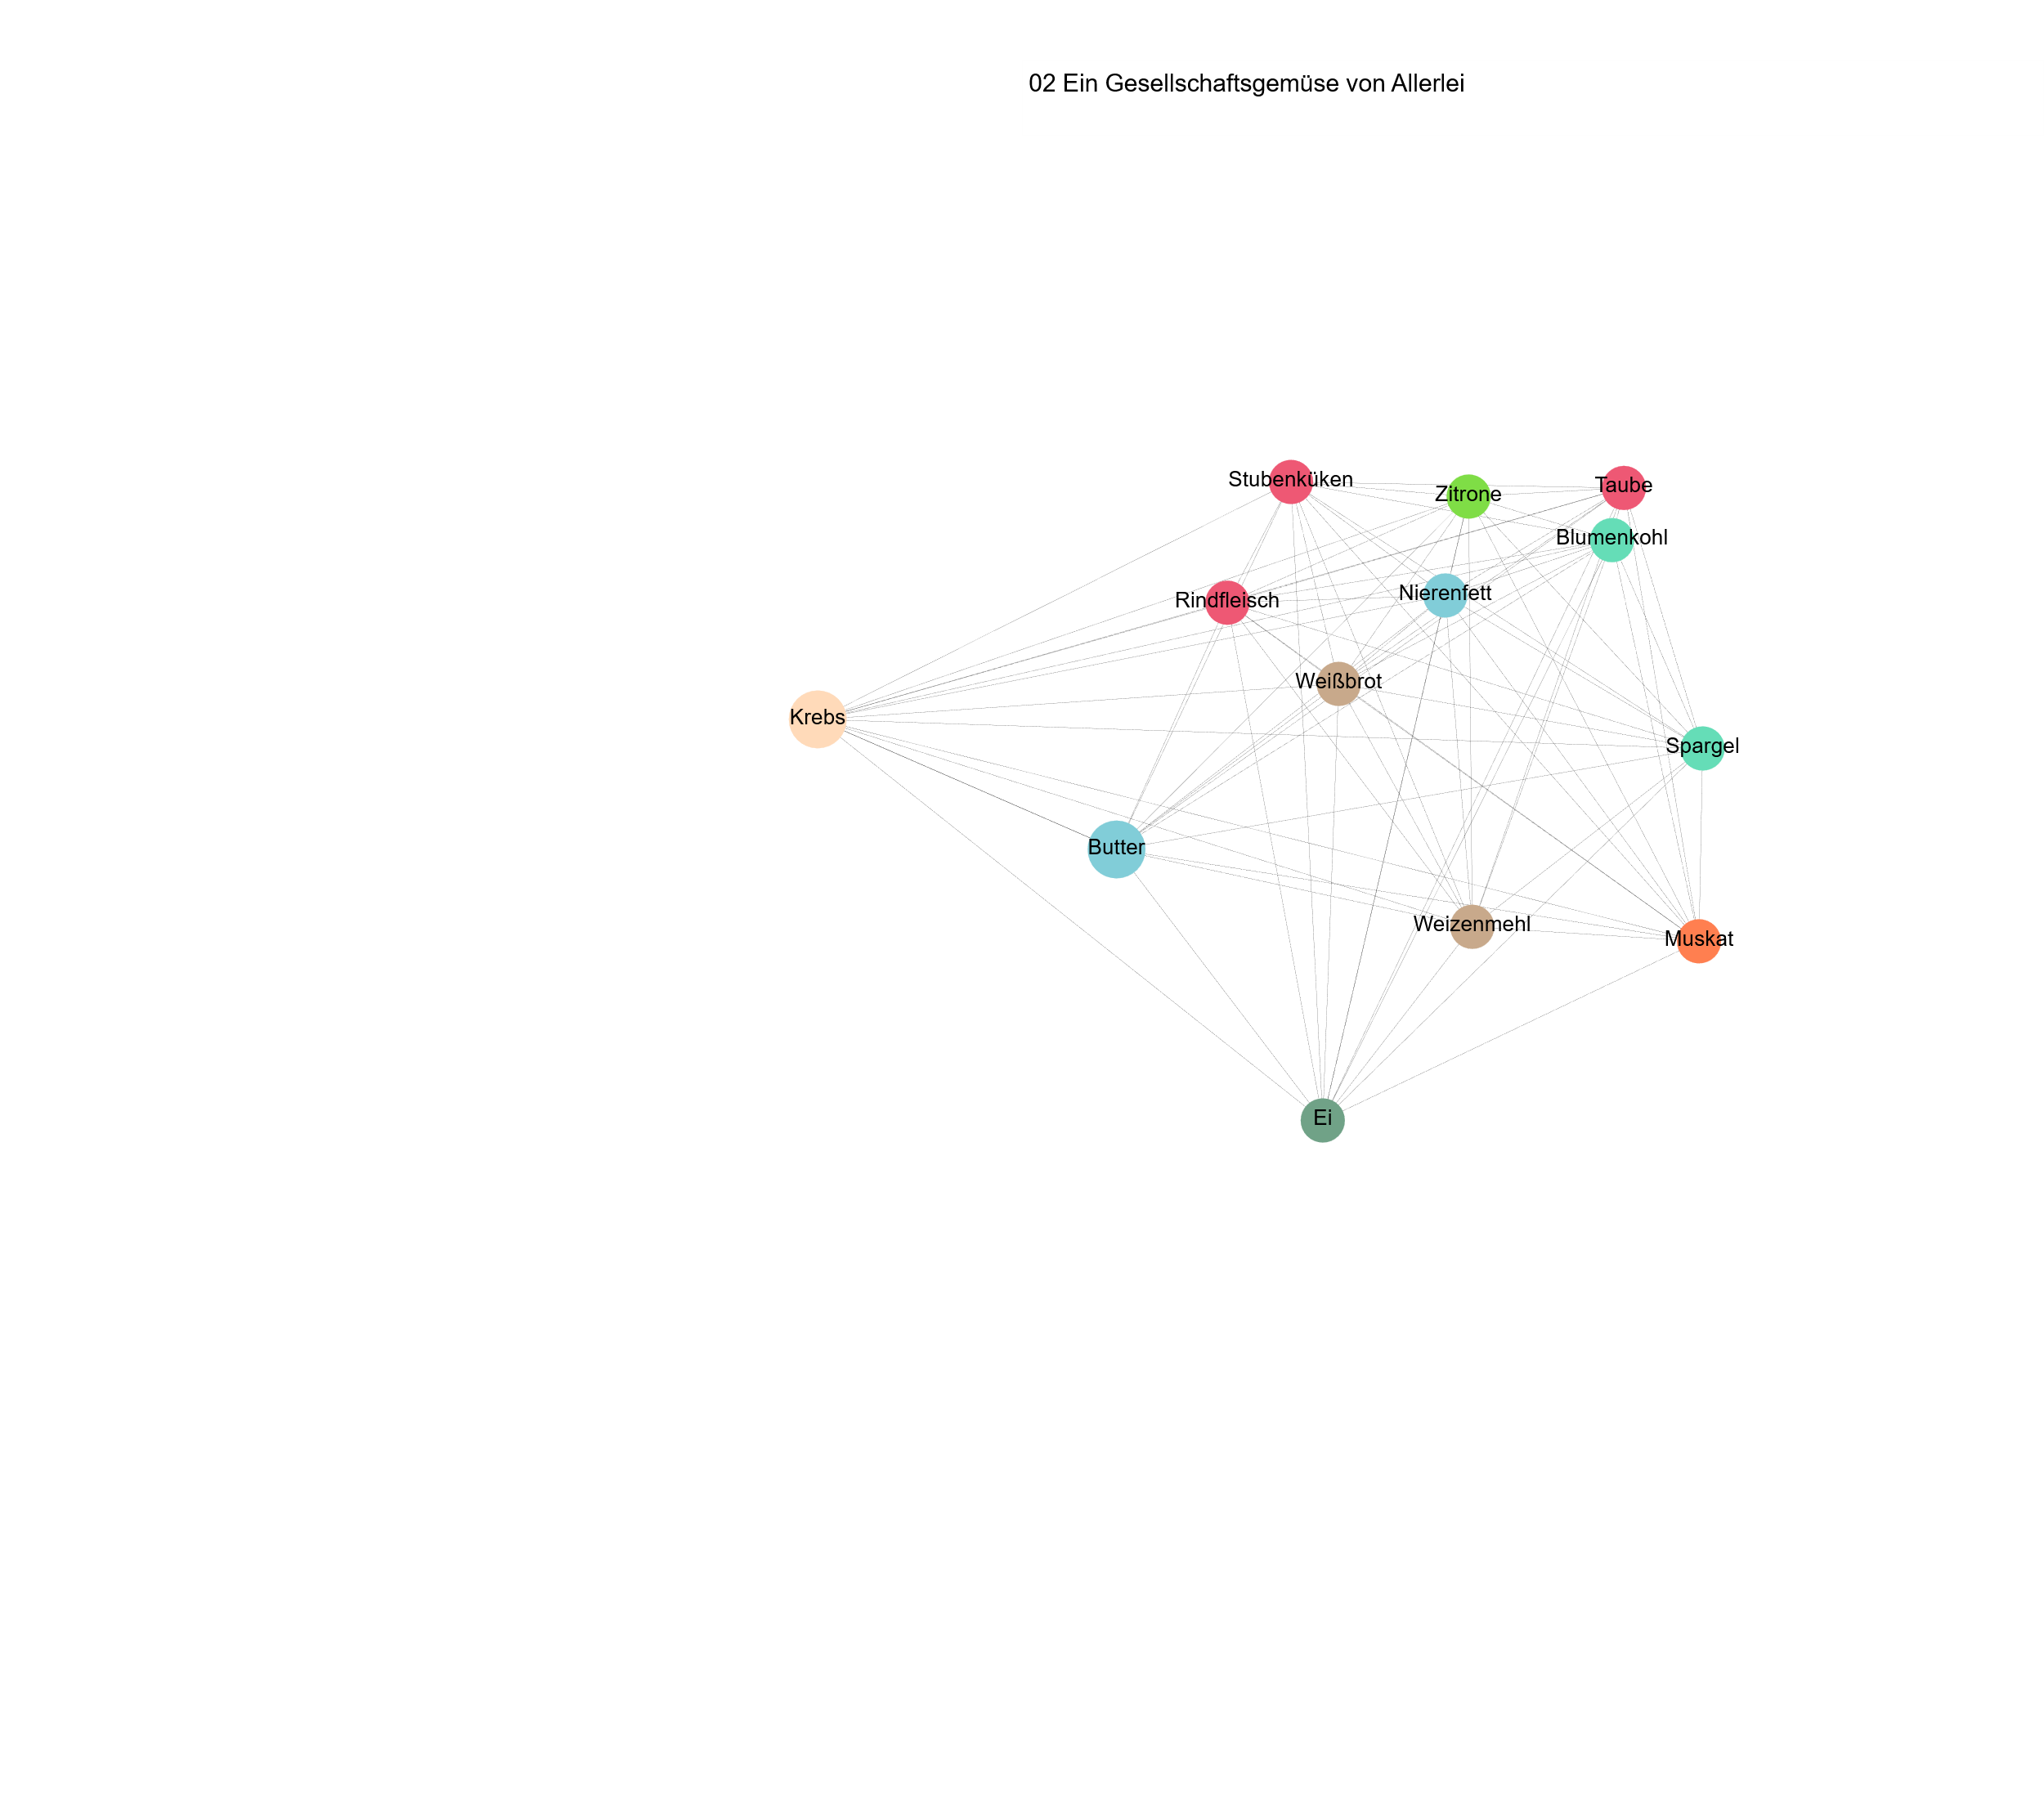 02 Ein Gesellschaftsgemüse von Allerlei
Stubenküken
Zitrone
Taube
Blumenkohl
Nierenfett
Rindfleisch
Weißbrot
Krebs
Spargel
Butter
Weizenmehl
Muskat
Ei